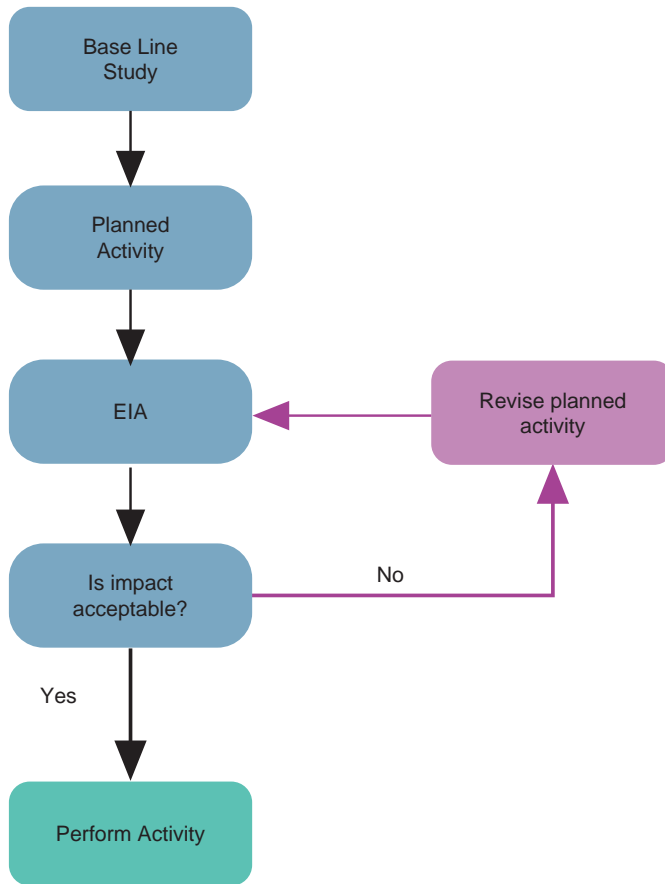 Base Line
Study
Planned
Activity
EIA
Revise planned
activity
Is impact
acceptable?
No
Yes
Perform Activity